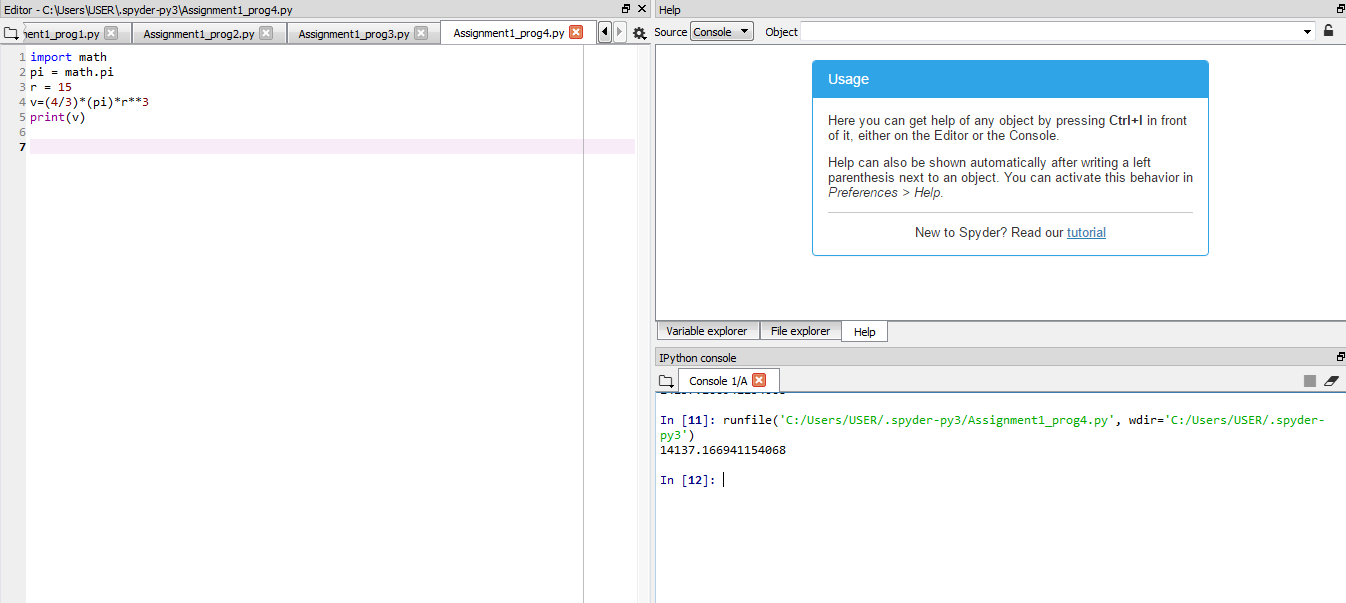 Editor - C:\Users\USER\.spyder-py3\Assignment1_prog4.py
nent1_prog1.py
Assignment1_prog2.py
Assignment1_prog3.py
Assignment1_prog4.py
1 import math
2 pi = math.pi
3 r = 15
4 v=(4/3)*(pi)*r**3
5 print(v)
6
7
Help
Source Console Object
Usage
Here you can get help of any object by pressing Ctrl+I in front
of it, either on the Editor or the Console.
Help can also be shown automatically after writing a left
parenthesis next to an object. You can activate this behavior in
Preferences > Help.
New to Spyder? Read our tutorial
Variable explorer File explorer Help
IPython console
Console 1/A
In [11]: runfile('C:/Users/USER/.spyder-py3/Assignment1_prog4.py', wdir='C:/Users/USER/.spyder-
py3')
14137.166941154068
In [12]: